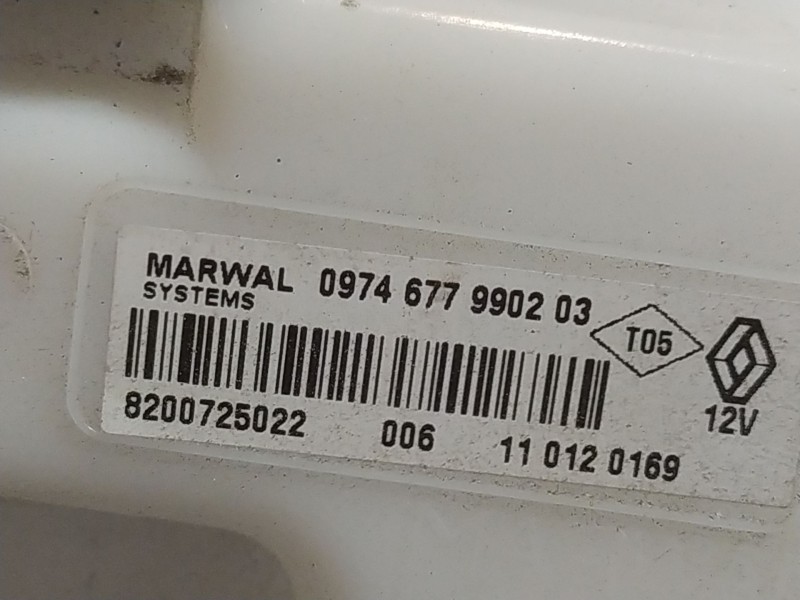 MARWAL 0974 677 9902 03
SYSTEMS
T05
12V
8200725022 006 11 012 0169